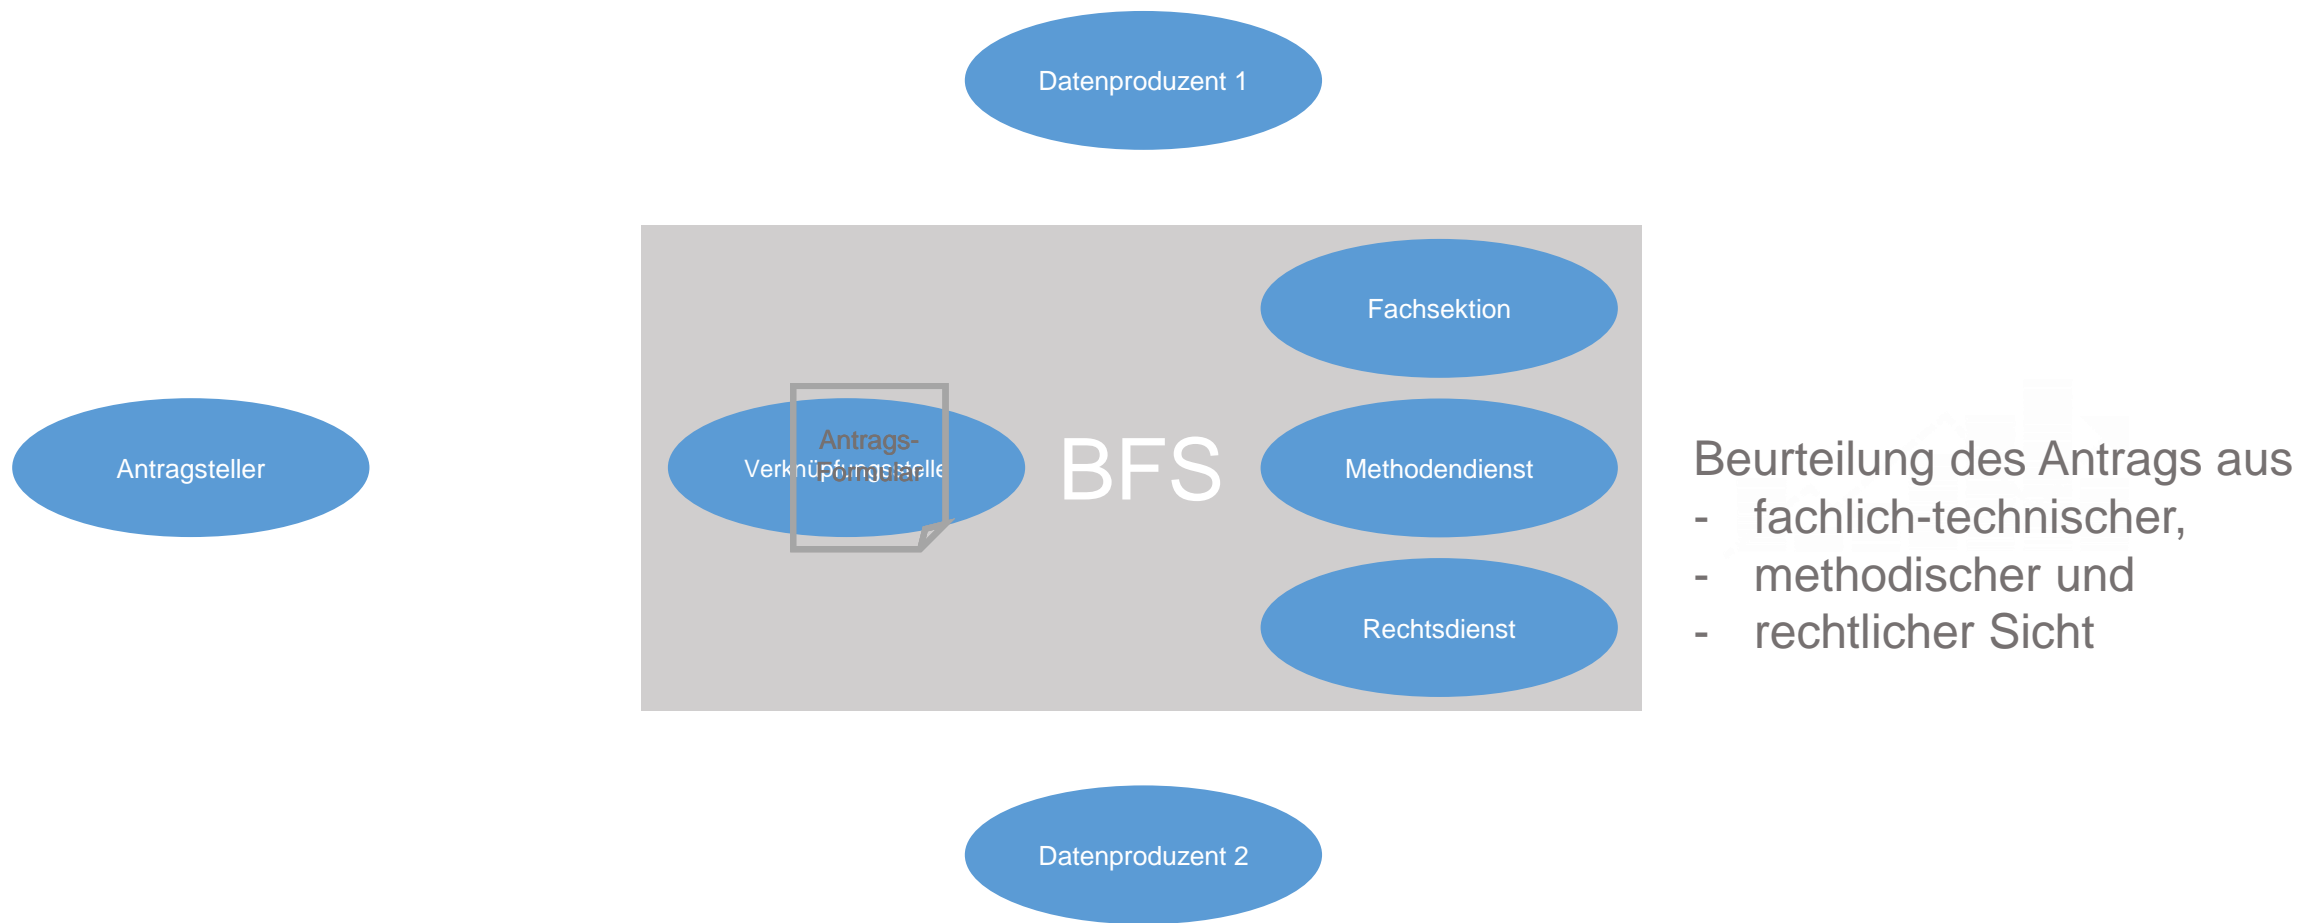 Datenproduzent 1
Fachsektion
Antragsteller
Verknüpfungsstelle
Antrags-
Formular
BFS
Methodendienst
Rechtsdienst
Beurteilung des Antrags aus
- fachlich-technischer,
- methodischer und
- rechtlicher Sicht
Datenproduzent 2